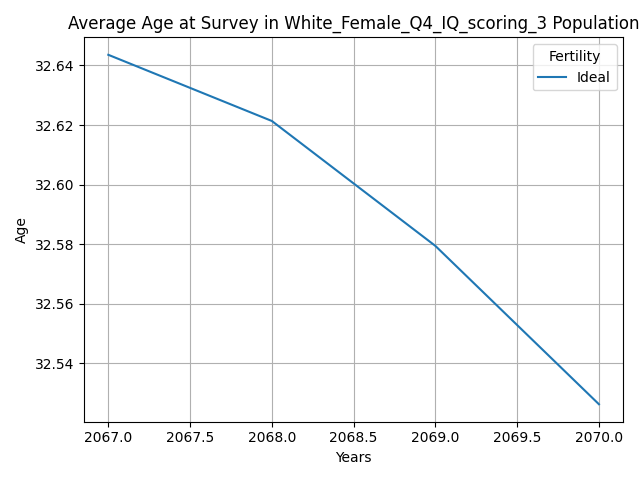 Average Age at Survey in White_Female_Q4_IQ_scoring_3 Population
Fertility
Ideal
32.64
32.62
32.60
32.58
32.56
32.54
Age
2067.0 2067.5 2068.0 2068.5 2069.0 2069.5 2070.0
Years